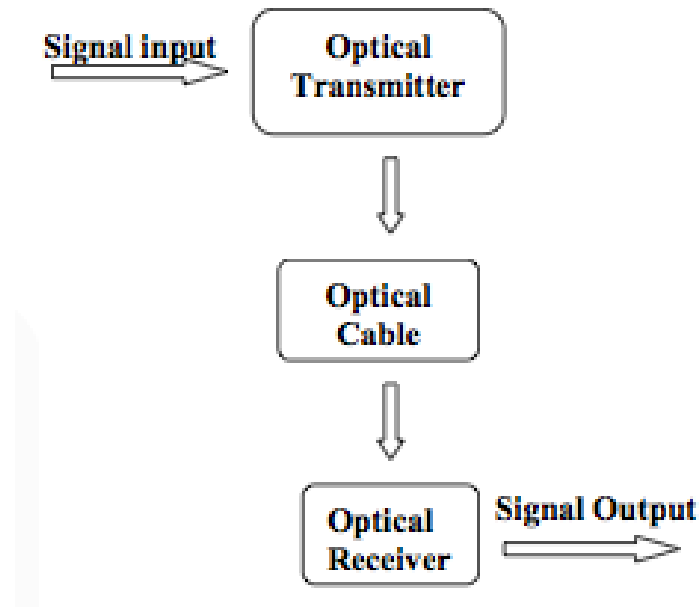 Signal input
Optical
Transmitter
Optical
Cable
Optical
Receiver
Signal Output